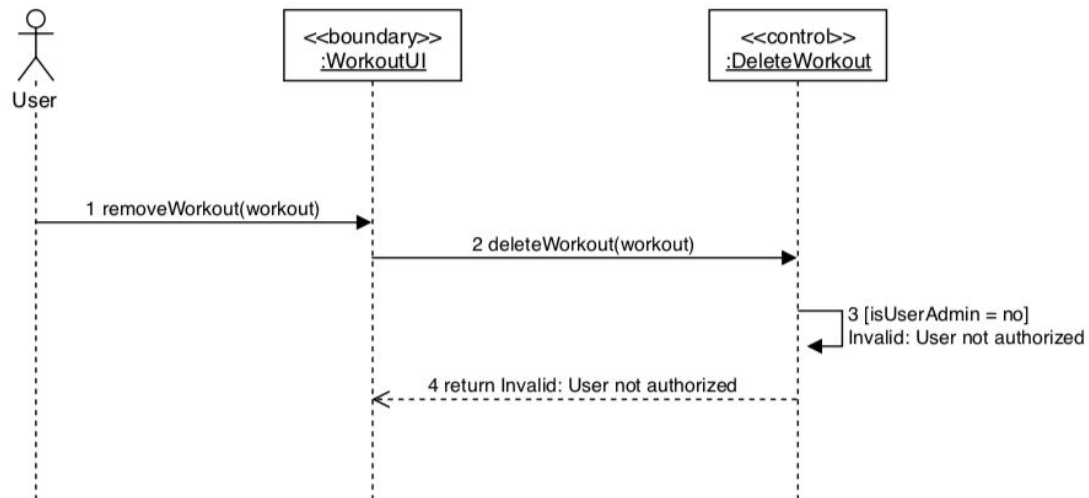 <<boundary>>
:WorkoutUI
<<control>>
:DeleteWorkout
User
1 removeWorkout(workout)
2 deleteWorkout(workout)
3 [isUserAdmin = no]
Invalid: User not authorized
4 return Invalid: User not authorized